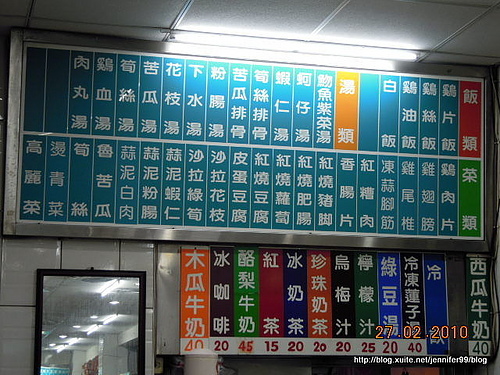 飯類
鷄片飯
鷄絲飯
鷄油飯
白飯
湯類
魩魚紫菜湯
蚵仔湯
蝦仁湯
筍絲排骨
苦瓜排骨
粉腸湯
下水湯
花枝湯
苦瓜湯
筍絲湯
鷄血湯
肉丸湯
菜類
雞肉片
雞翅膀
雞尾椎
凍蒜腳筋
紅糟肉
香腸片
紅燒豬腳
紅燒肥腸
紅燒蘿蔔
紅燒豆腐
皮蛋豆腐
沙拉花枝
沙拉綠筍
蒜泥蝦仁
蒜泥粉腸
蒜泥白肉
魯苦瓜
筍絲
燙青菜
高麗菜
西瓜牛奶
冷飲
冷凍蓮子湯 40
綠豆湯 20
檸檬汁 25
烏梅汁 20
珍珠奶茶 20
冰奶茶 20
紅茶 15
酪梨牛奶 45
冰咖啡 20
木瓜牛奶 40
27 02 2010
http://blog.xuite.net/jennifer99/blog